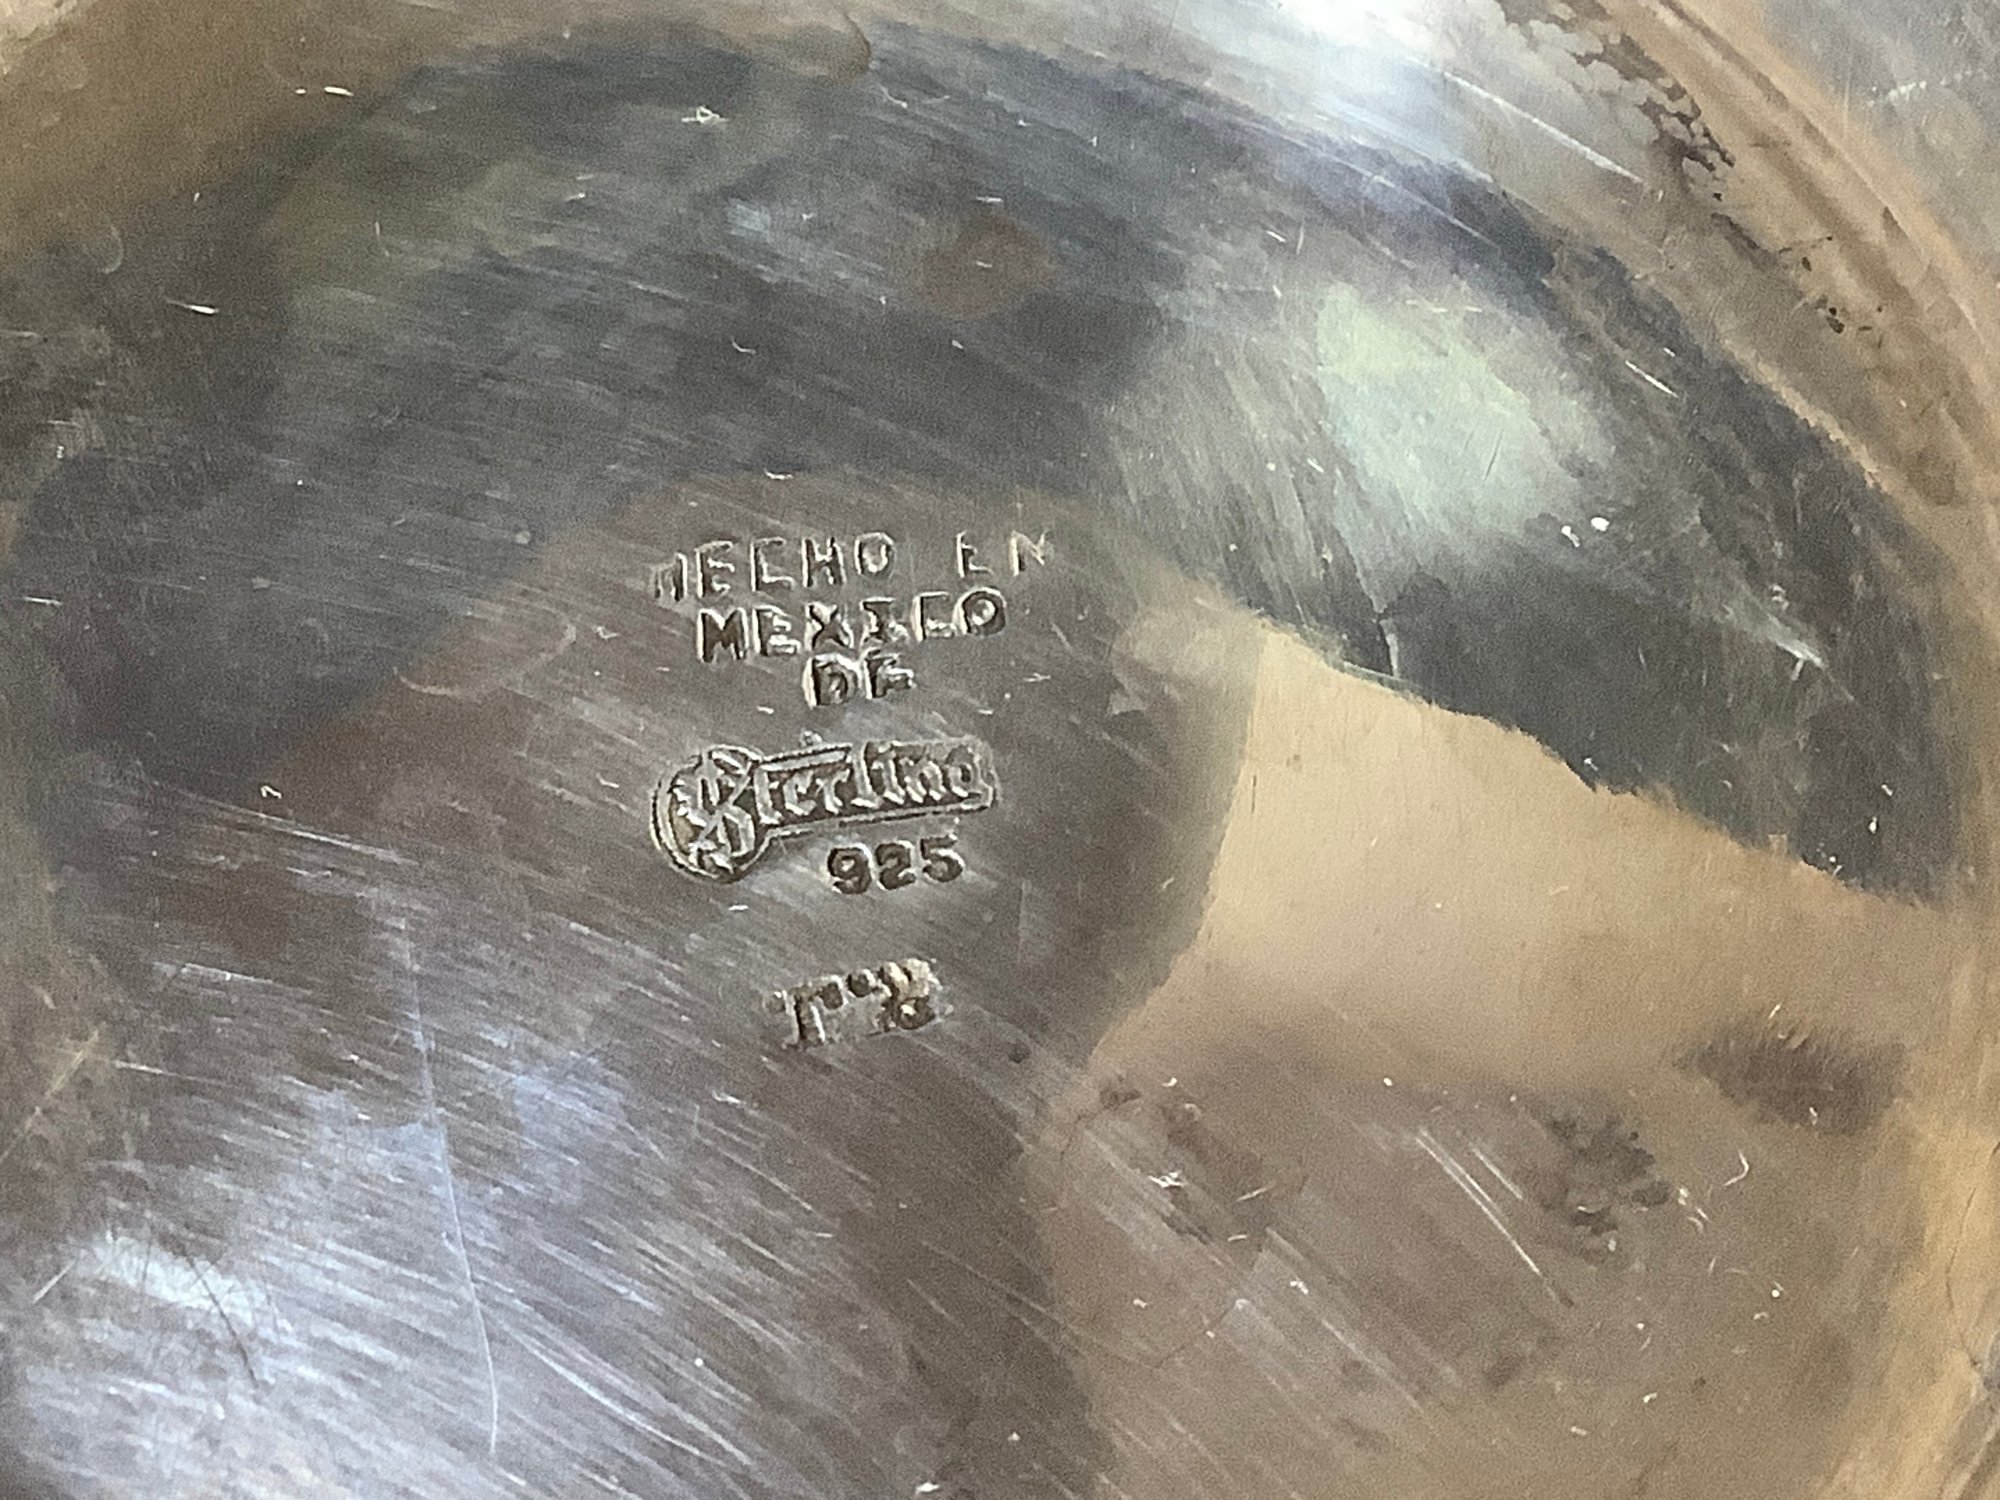 HECHO EN
MEXICO
DF
Sterling
925